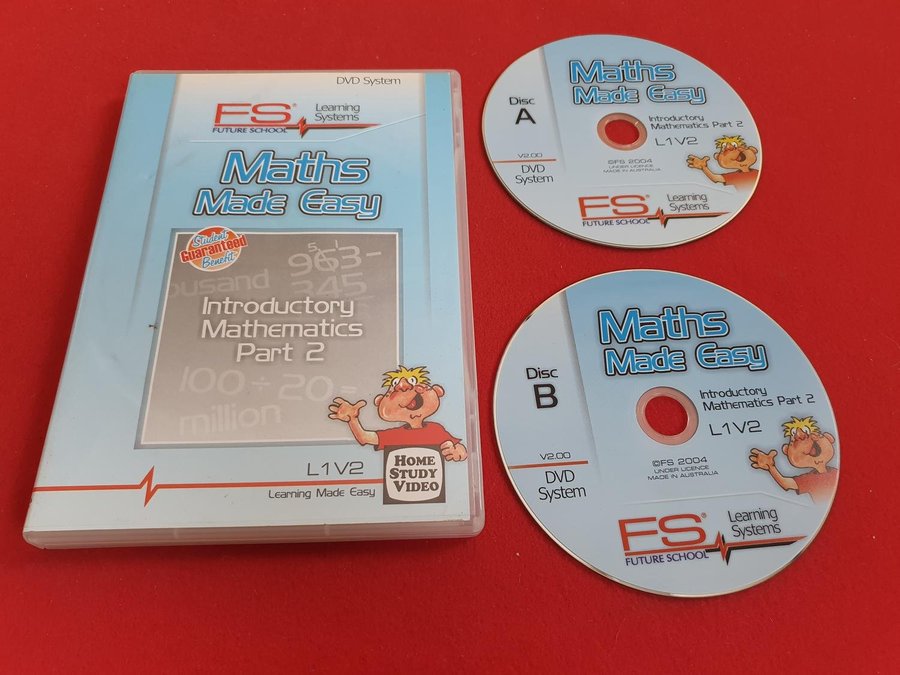 DVD System
FS® Learning
FUTURE SCHOOL Systems
Maths
Made Easy
Student
Guaranteed
Benefit
5 1
963-
345
ousand
Introductory
Mathematics
Part 2
100 ÷ 20 =
million
L1V2
HOME
STUDY
VIDEO
Learning Made Easy
Maths
Made Easy
Disc
A
Introductory
Mathematics Part 2
L1V2
V2.00
DVD
System
©FS 2004
UNDER LICENCE
MADE IN AUSTRALIA
FS® Learning
FUTURE SCHOOL Systems
Maths
Made Easy
Disc
B
Introductory
Mathematics Part 2
L1V2
V2.00
DVD
System
©FS 2004
UNDER LICENCE
MADE IN AUSTRALIA
FS® Learning
FUTURE SCHOOL Systems